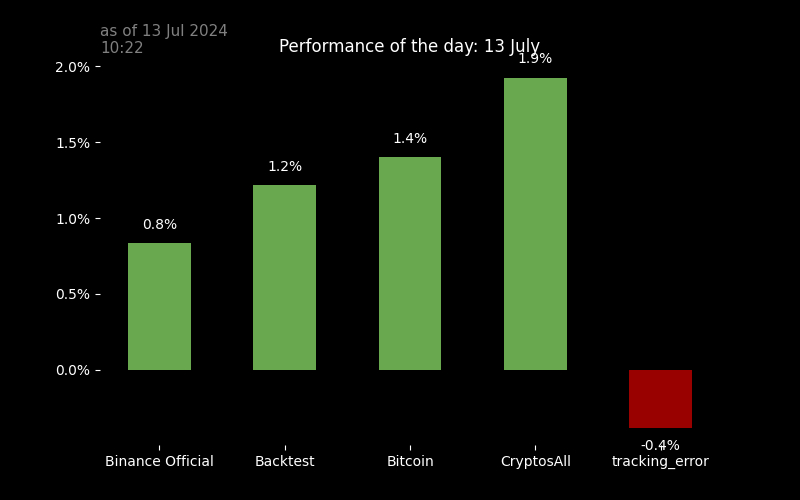 as of 13 Jul 2024
10:22
Performance of the day: 13 July
2.0%
1.5%
1.0%
0.5%
0.0%
0.8%
1.2%
1.4%
1.9%
-0.4%
Binance Official
Backtest
Bitcoin
CryptosAll
tracking_error